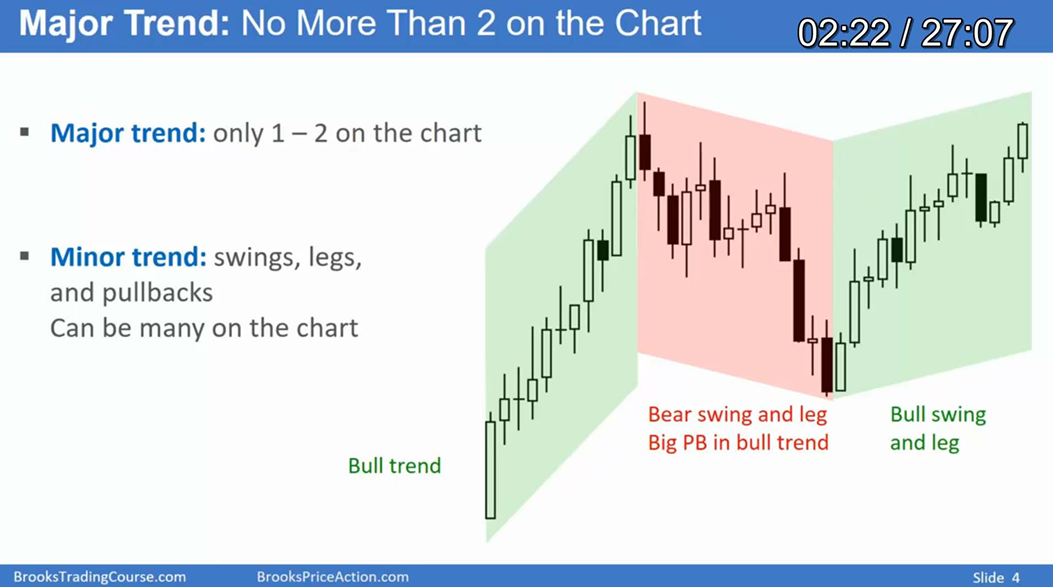 Major Trend: No More Than 2 on the Chart
02:22 / 27:07
▪ Major trend: only 1 – 2 on the chart
▪ Minor trend: swings, legs,
and pullbacks
Can be many on the chart
Bear swing and leg
Big PB in bull trend
Bull swing
and leg
Bull trend
BrooksTradingCourse.com
BrooksPriceAction.com
Slide 4